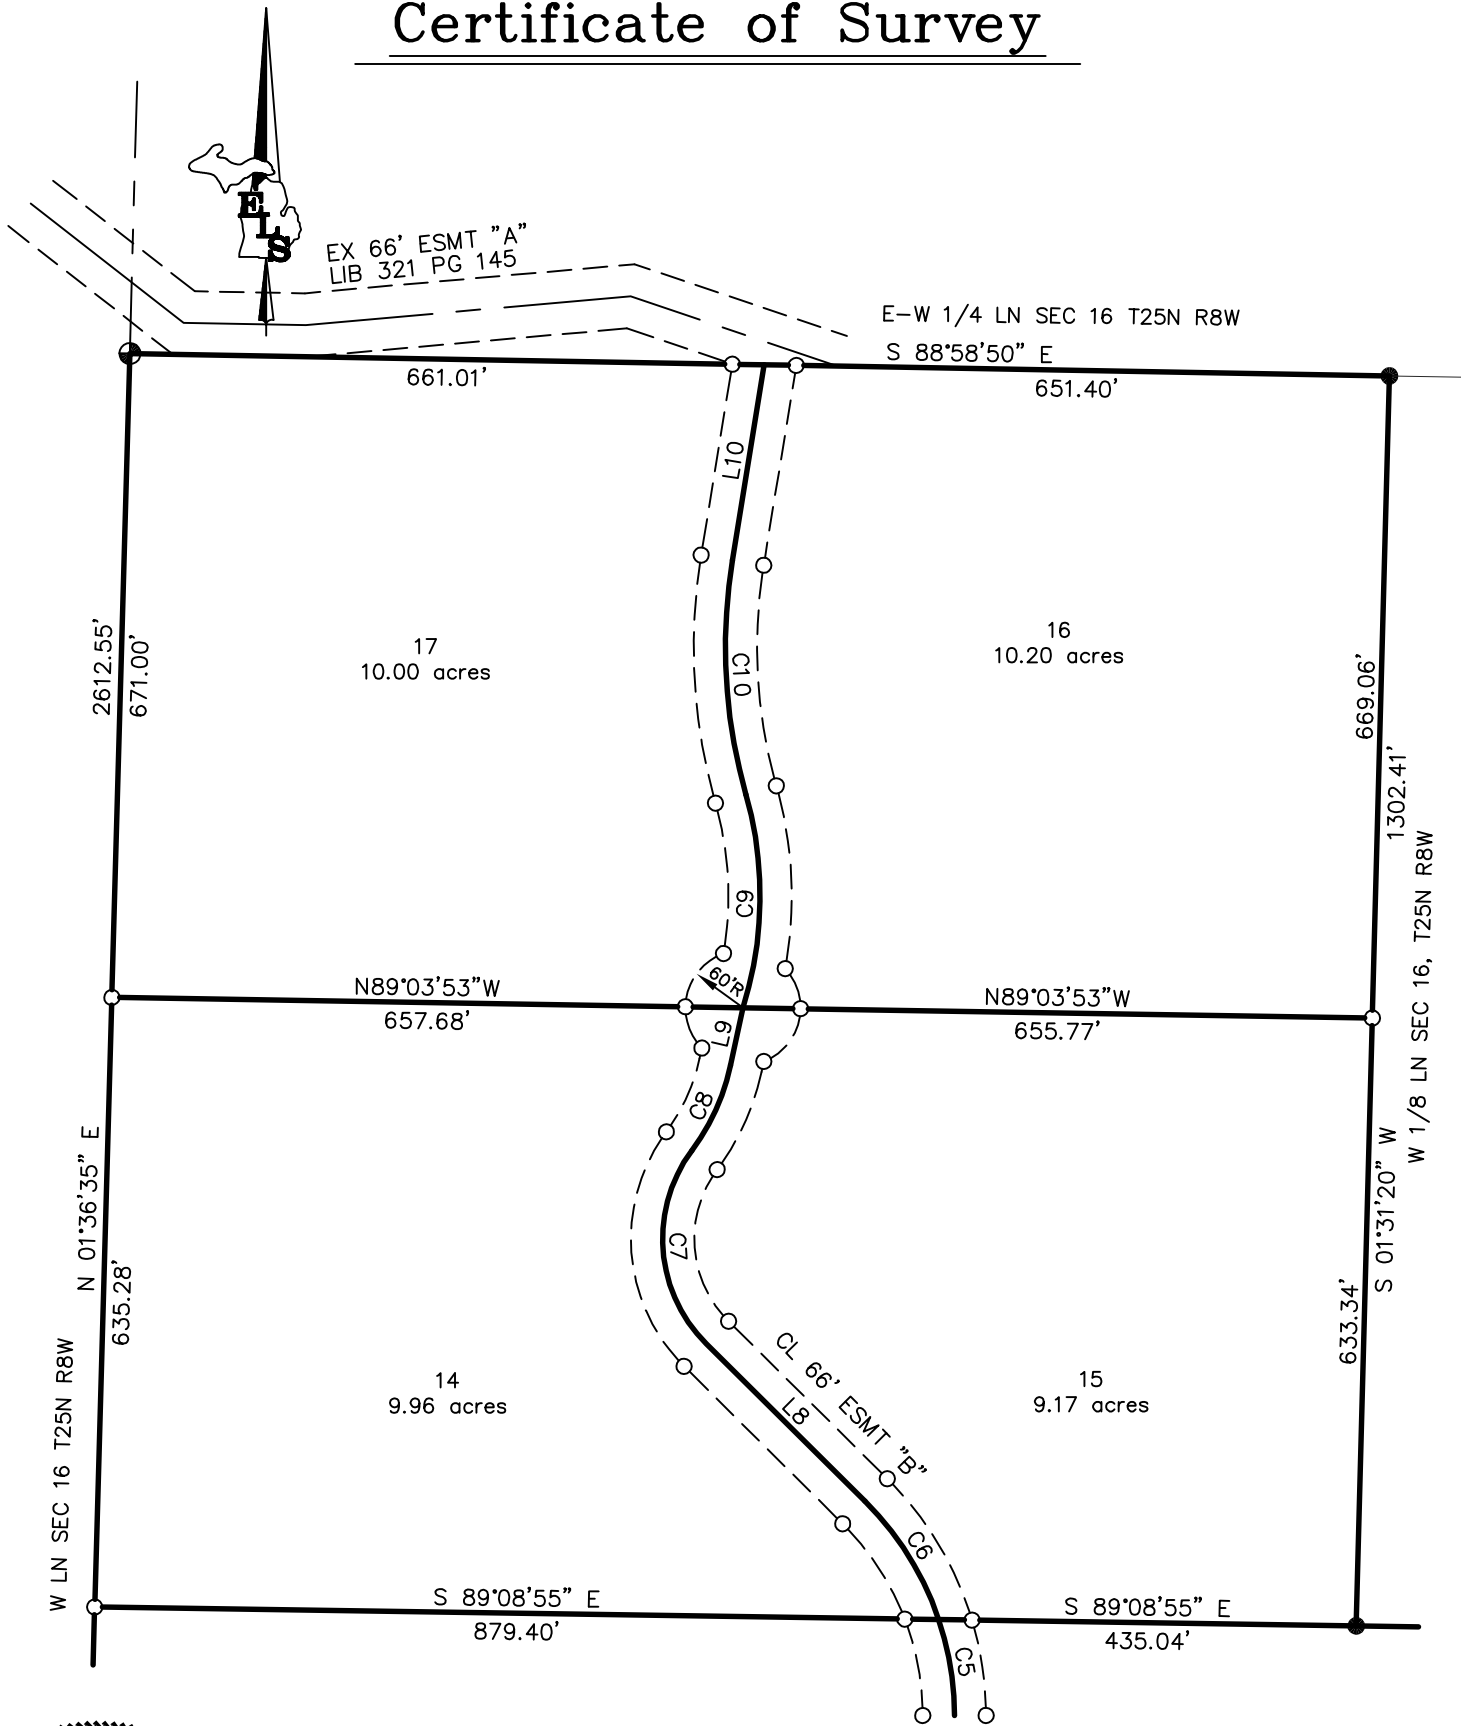 Certificate of Survey
E
L
S
EX 66' ESMT "A"
LIB 321 PG 145
E-W 1/4 LN SEC 16 T25N R8W
S 88°58'50" E
661.01'
651.40'
L10
17
10.00 acres
16
10.20 acres
2612.55'
671.00'
C10
669.06'
1302.41'
W 1/8 LN SEC 16, T25N R8W
C9
60'R
N89°03'53"W
657.68'
N89°03'53"W
655.77'
L9
C8
N 01°36'35" E
635.28'
S 01°31'20" W
633.34'
C7
W LN SEC 16 T25N R8W
14
9.96 acres
CL 66' ESMT "B"
L8
15
9.17 acres
C6
S 89°08'55" E
879.40'
S 89°08'55" E
435.04'
C5